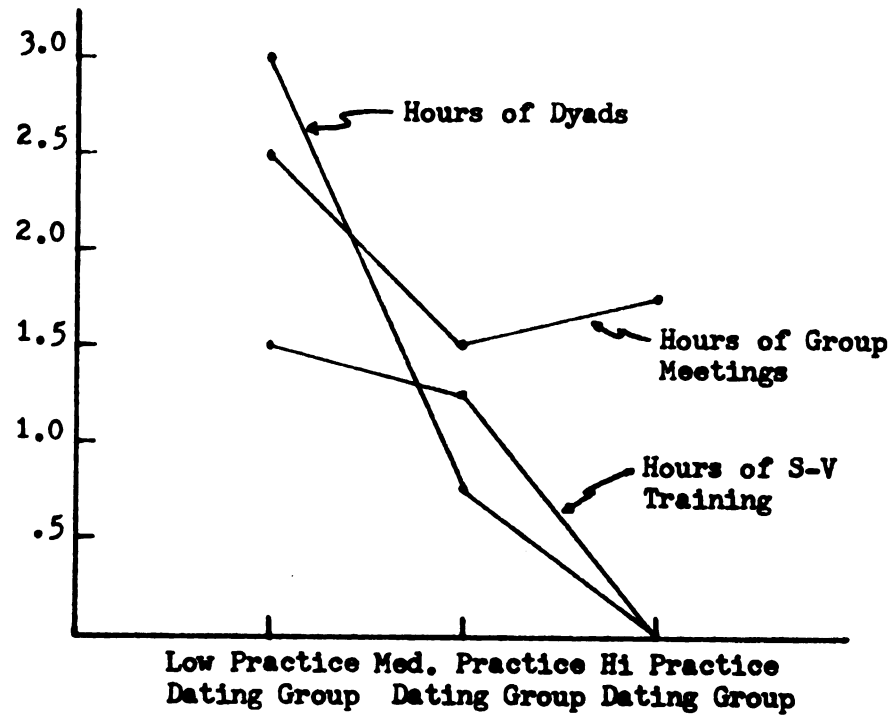 3.0
Hours of Dyads
2.5
2.0
1.5
Hours of Group
Meetings
1.0
Hours of S-V
Training
.5
Low Practice Med. Practice Hi Practice
Dating Group Dating Group Dating Group